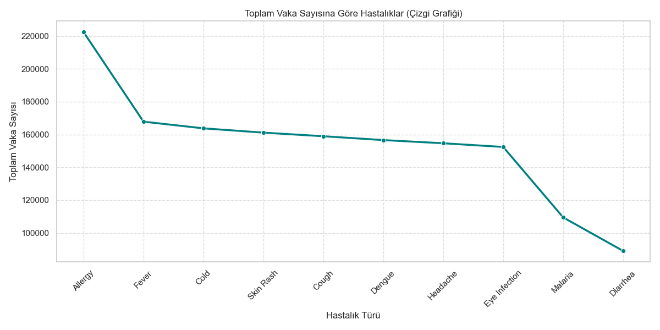 Toplam Vaka Sayısına Göre Hastalıklar (Çizgi Grafiği)
Toplam Vaka Sayısı
220000
200000
180000
160000
140000
120000
100000
Allergy
Fever
Cold
Skin Rash
Cough
Dengue
Headache
Eye Infection
Malaria
Diarrhea
Hastalık Türü